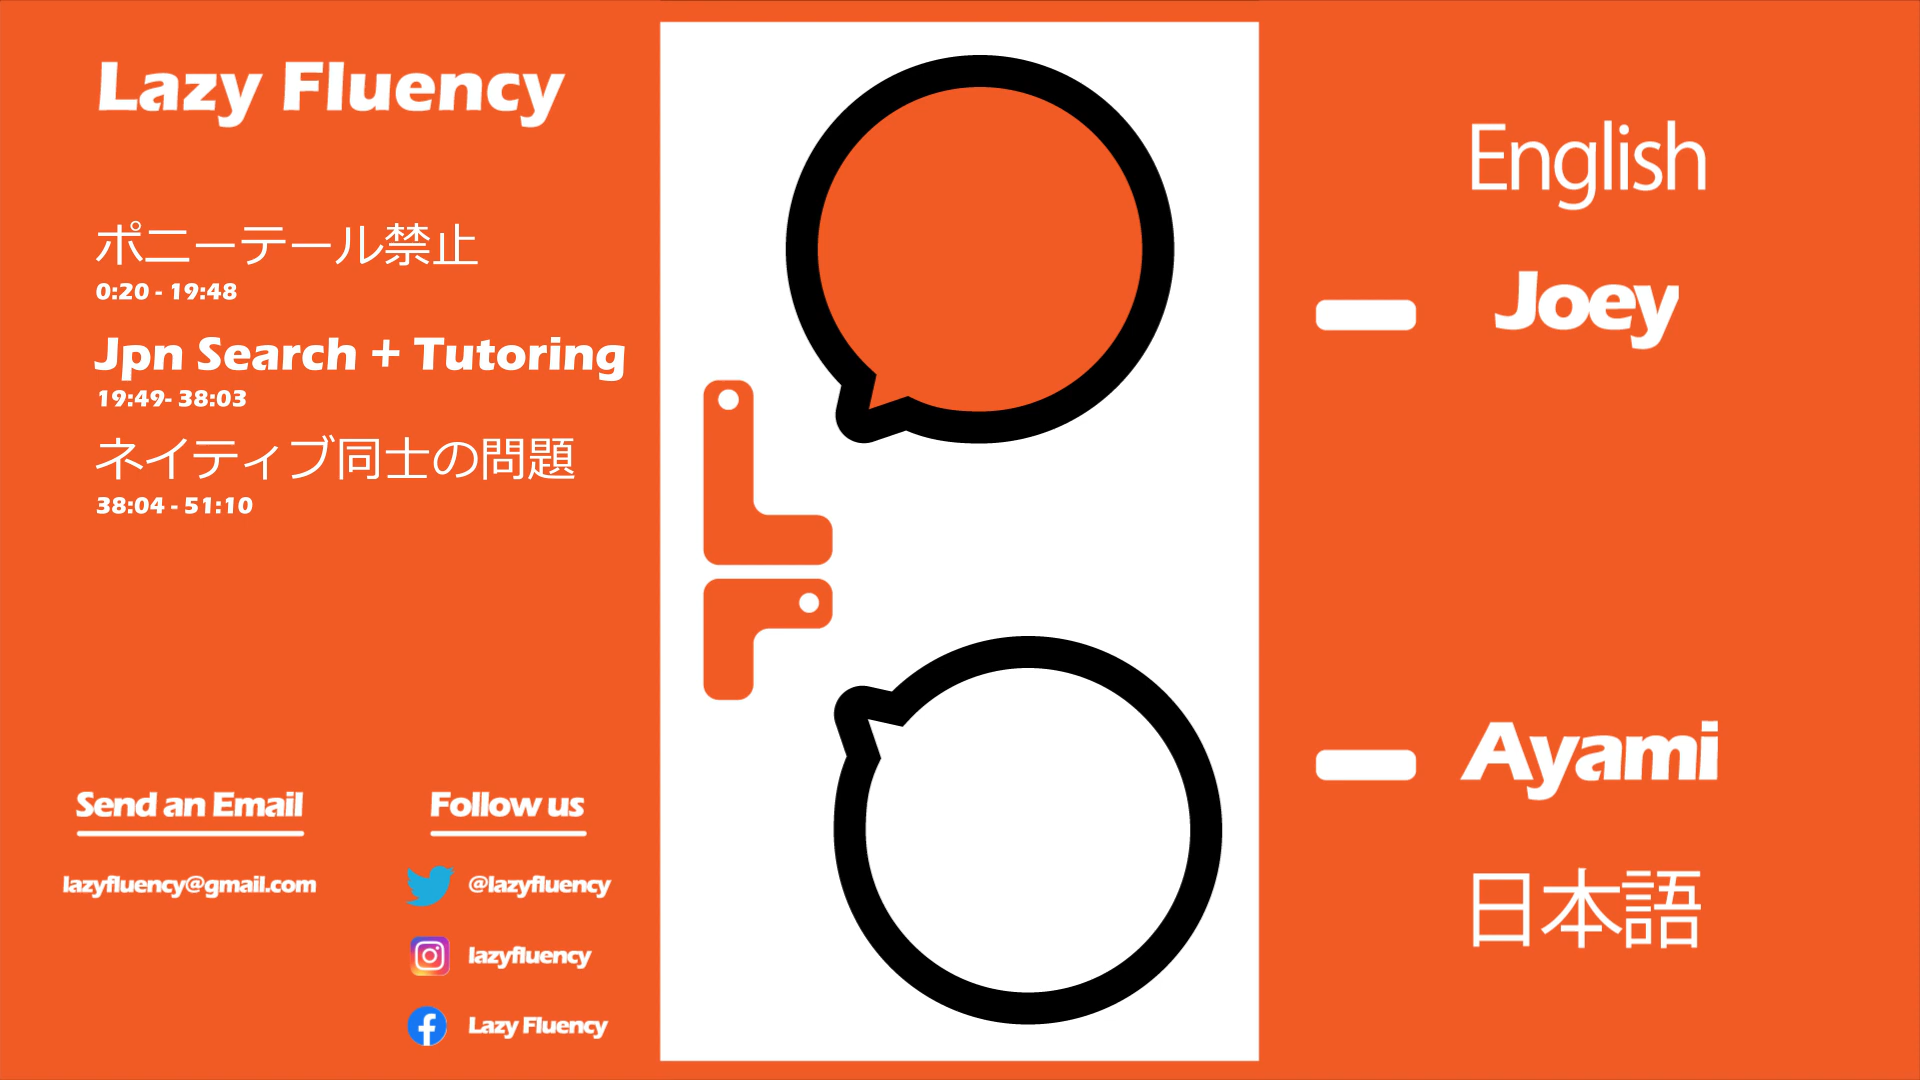 Lazy Fluency
ポニーテール禁止
0:20 - 19:48
Jpn Search + Tutoring
19:49- 38:03
ネイティブ同士の問題
38:04 - 51:10
Send an Email
lazyfluency@gmail.com
Follow us
@lazyfluency
lazyfluency
Lazy Fluency
English
Joey
Ayami
日本語